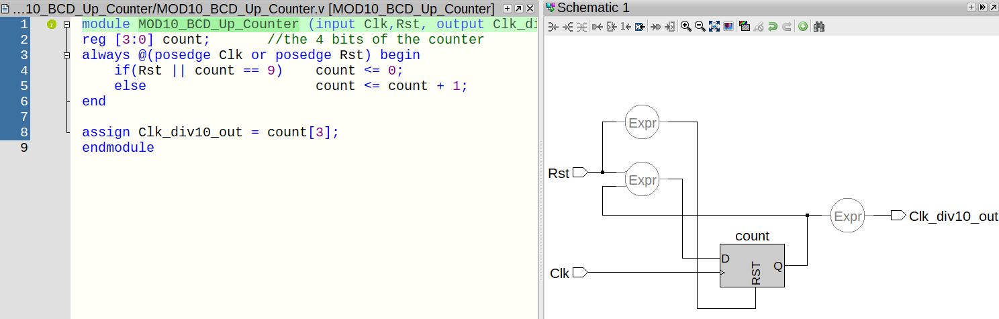 ...10_BCD_Up_Counter/MOD10_BCD_Up_Counter.v [MOD10_BCD_Up_Counter]
1 module MOD10_BCD_Up_Counter (input Clk,Rst, output Clk_di
2 reg [3:0] count; //the 4 bits of the counter
3 always @(posedge Clk or posedge Rst) begin
4 if(Rst || count == 9) count <= 0;
5 else count <= count + 1;
6 end
7
8 assign Clk_div10_out = count[3];
9 endmodule
Schematic 1
1
Expr
Rst
Expr
Expr
Clk_div10_out
count
D
Q
RST
Clk